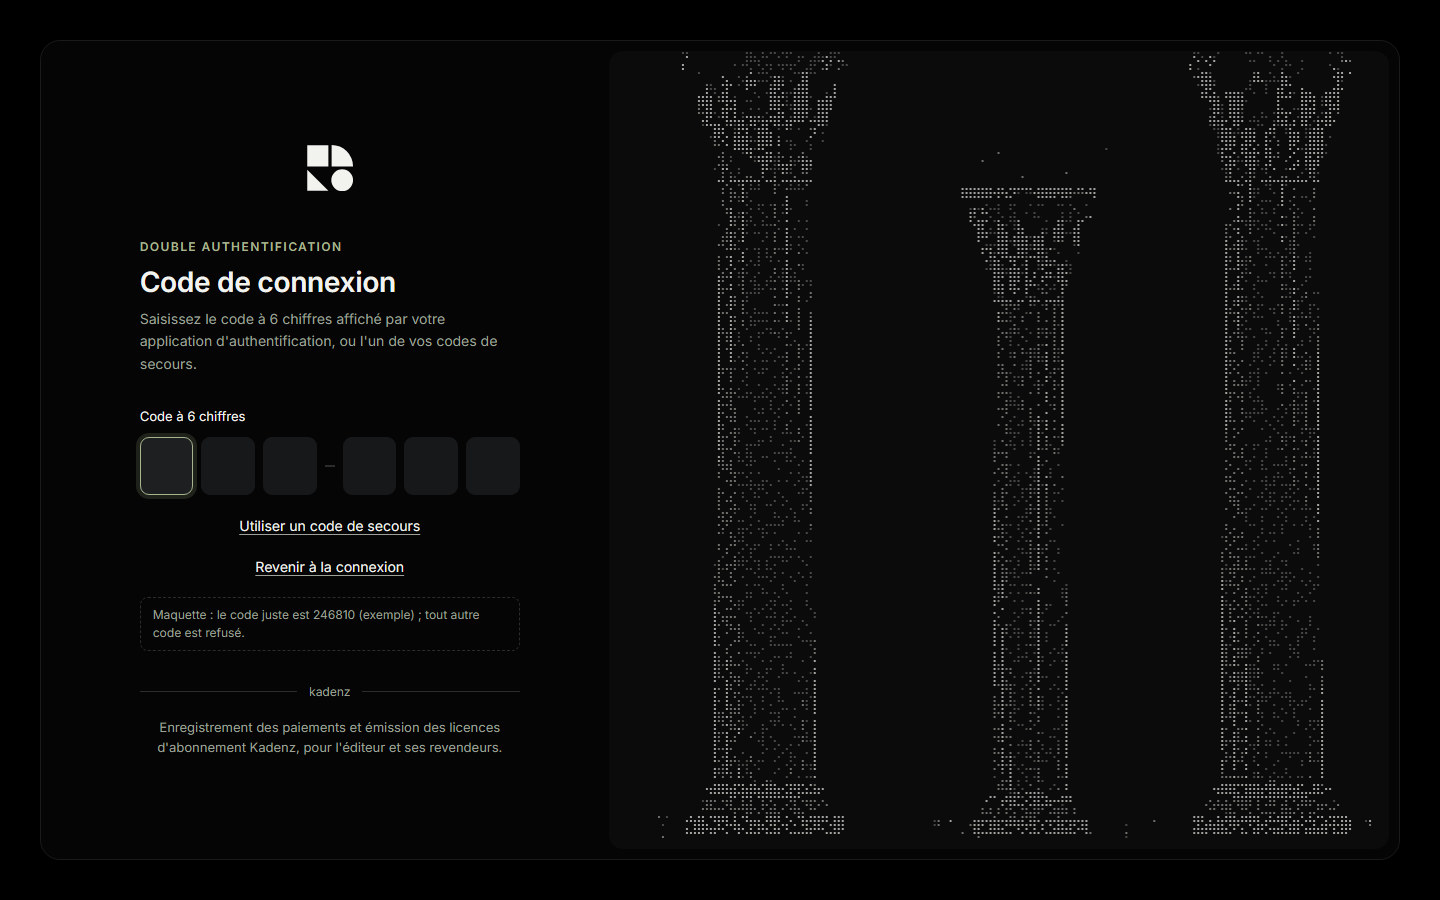 DOUBLE AUTHENTIFICATION
Code de connexion
Saisissez le code à 6 chiffres affiché par votre
application d'authentification, ou l'un de vos codes de
secours.
Code à 6 chiffres
–
Utiliser un code de secours
Revenir à la connexion
Maquette : le code juste est 246810 (exemple) ; tout autre
code est refusé.
kadenz
Enregistrement des paiements et émission des licences
d'abonnement Kadenz, pour l'éditeur et ses revendeurs.